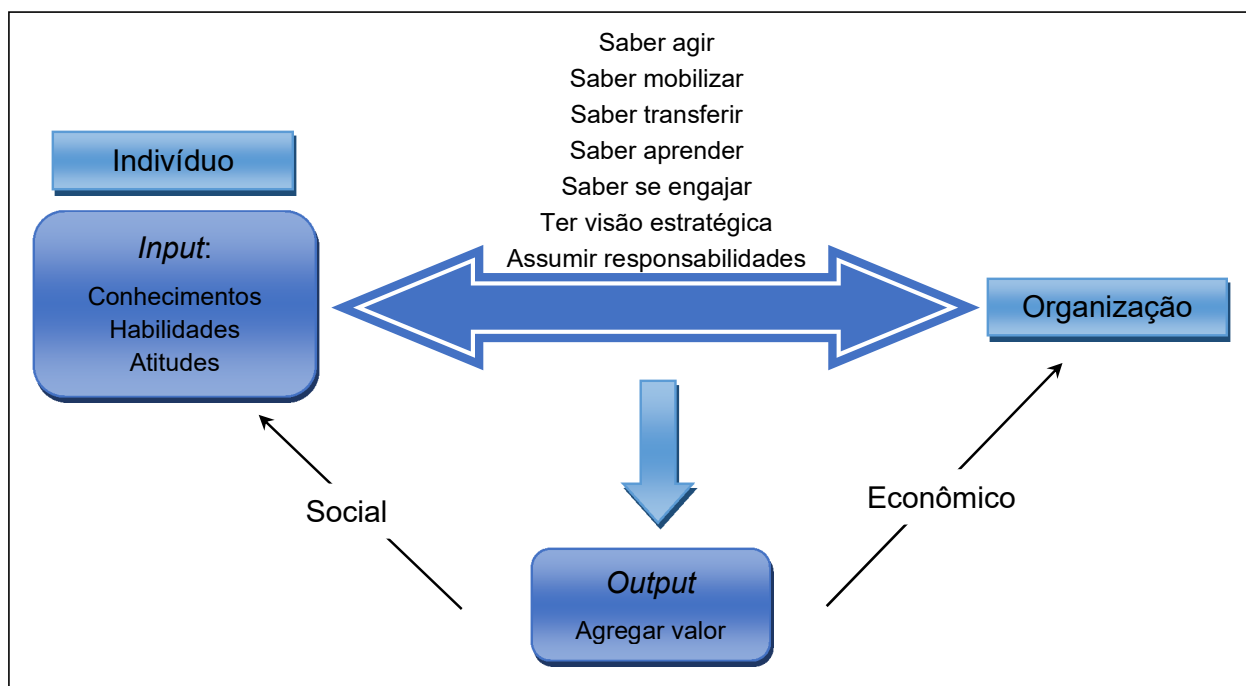 Saber agir
Saber mobilizar
Saber transferir
Saber aprender
Saber se engajar
Ter visão estratégica
Assumir responsabilidades
Indivíduo
Input:
Conhecimentos
Habilidades
Atitudes
Organização
Social
Econômico
Output
Agregar valor